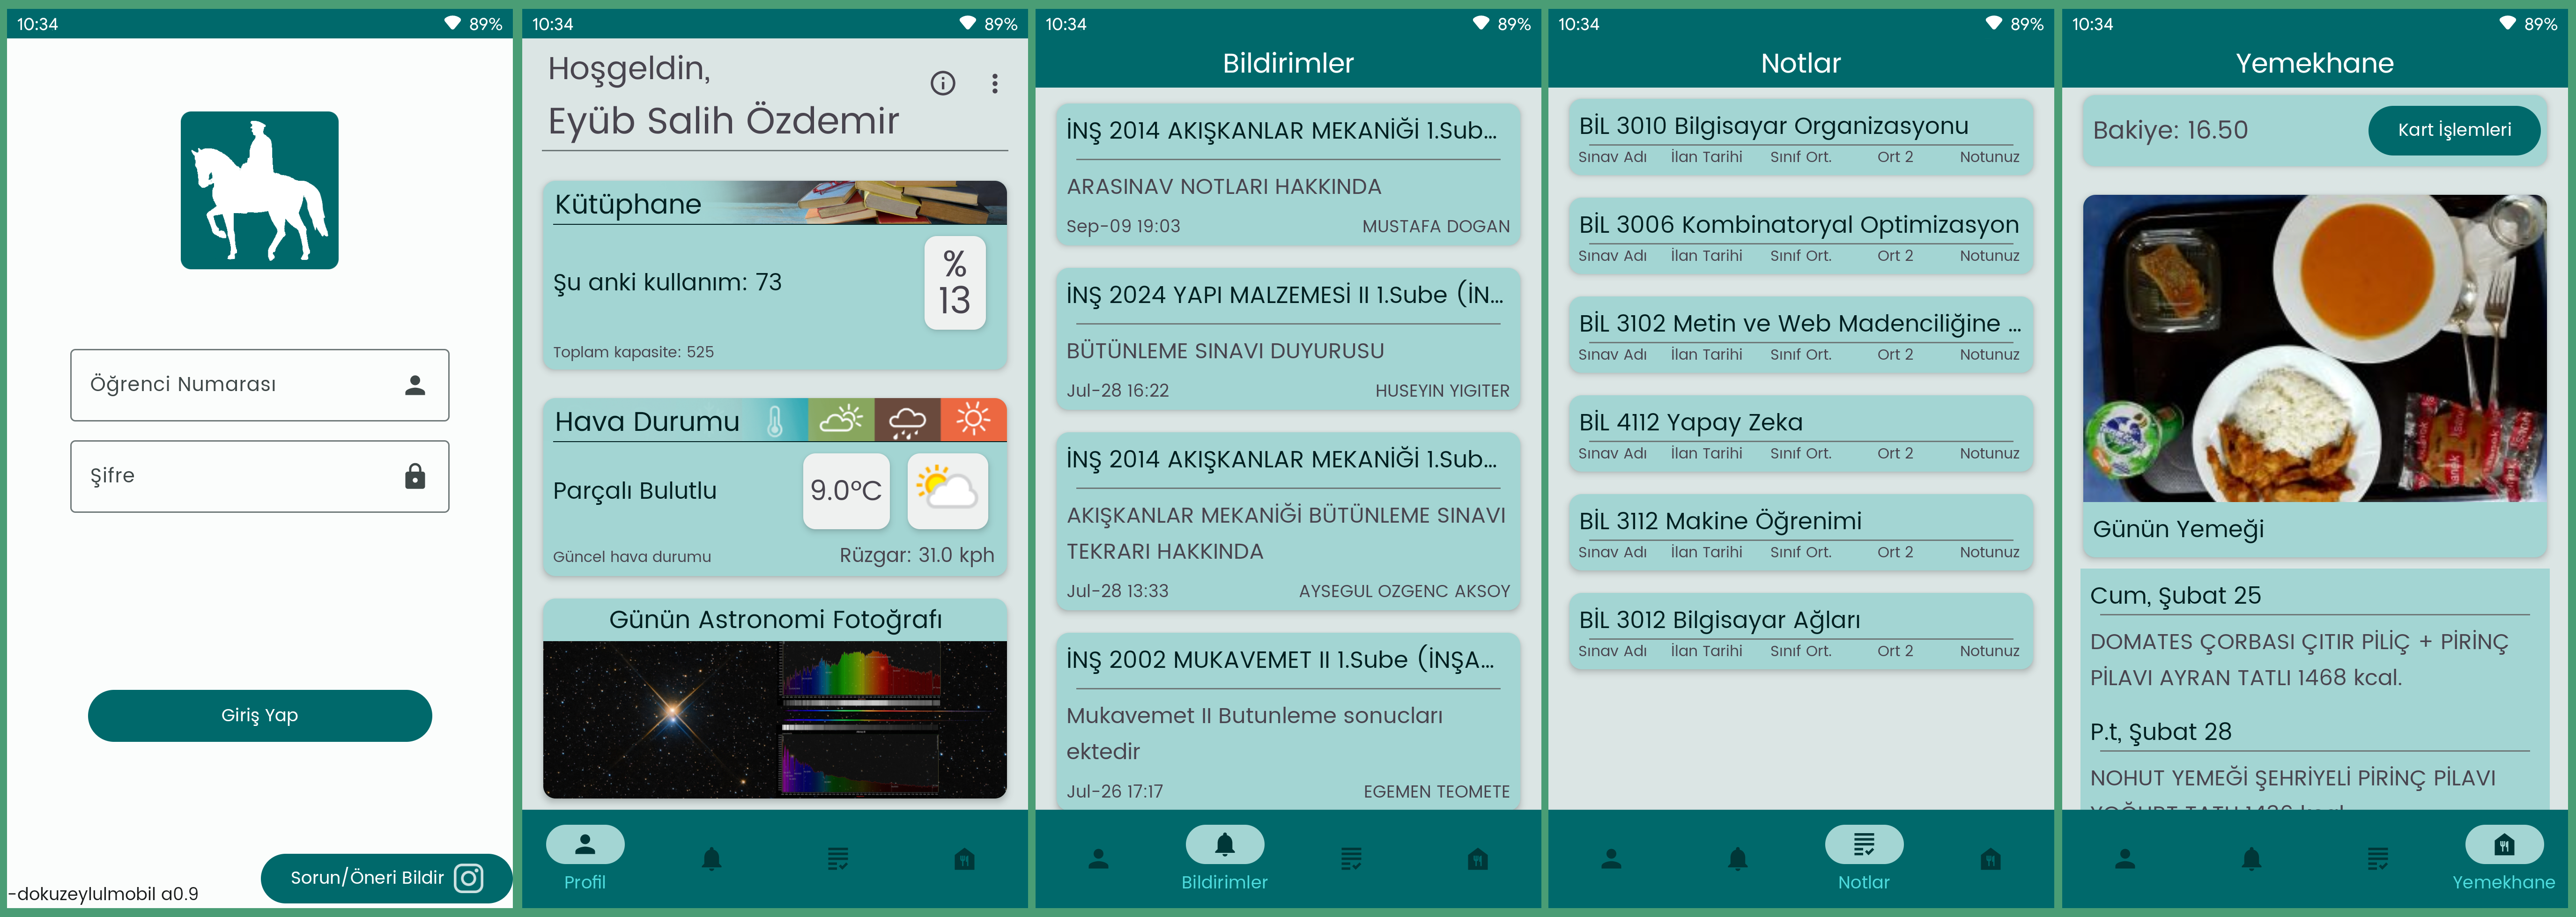 10:34
89%
Öğrenci Numarası
Şifre
Giriş Yap
Sorun/Öneri Bildir
-dokuzeylulmobil a0.9
10:34
89%
Hoşgeldin,
Eyüb Salih Özdemir
Kütüphane
Şu anki kullanım: 73
%
13
Toplam kapasite: 525
Hava Durumu
Parçalı Bulutlu
9.0°C
Güncel hava durumu
Rüzgar: 31.0 kph
Günün Astronomi Fotoğrafı
Profil
10:34
89%
Bildirimler
İNŞ 2014 AKIŞKANLAR MEKANİĞİ 1.Sub...
ARASINAV NOTLARI HAKKINDA
Sep-09 19:03
MUSTAFA DOGAN
İNŞ 2024 YAPI MALZEMESİ II 1.Sube (İN...
BÜTÜNLEME SINAVI DUYURUSU
Jul-28 16:22
HUSEYIN YIGITER
İNŞ 2014 AKIŞKANLAR MEKANİĞİ 1.Sub...
AKIŞKANLAR MEKANİĞİ BÜTÜNLEME SINAVI
TEKRARI HAKKINDA
Jul-28 13:33
AYSEGUL OZGENC AKSOY
İNŞ 2002 MUKAVEMET II 1.Sube (İNŞA...
Mukavemet II Butunleme sonucları
ektedir
Jul-26 17:17
EGEMEN TEOMETE
Bildirimler
10:34
89%
Notlar
BİL 3010 Bilgisayar Organizasyonu
Sınav Adı İlan Tarihi Sınıf Ort. Ort 2 Notunuz
BİL 3006 Kombinatoryal Optimizasyon
Sınav Adı İlan Tarihi Sınıf Ort. Ort 2 Notunuz
BİL 3102 Metin ve Web Madenciliğine ...
Sınav Adı İlan Tarihi Sınıf Ort. Ort 2 Notunuz
BİL 4112 Yapay Zeka
Sınav Adı İlan Tarihi Sınıf Ort. Ort 2 Notunuz
BİL 3112 Makine Öğrenimi
Sınav Adı İlan Tarihi Sınıf Ort. Ort 2 Notunuz
BİL 3012 Bilgisayar Ağları
Sınav Adı İlan Tarihi Sınıf Ort. Ort 2 Notunuz
Notlar
10:34
89%
Yemekhane
Bakiye: 16.50
Kart İşlemleri
Günün Yemeği
Cum, Şubat 25
DOMATES ÇORBASI ÇITIR PİLİÇ + PİRİNÇ
PİLAVI AYRAN TATLI 1468 kcal.
P.t, Şubat 28
NOHUT YEMEĞİ ŞEHRİYELİ PİRİNÇ PİLAVI
Yemekhane